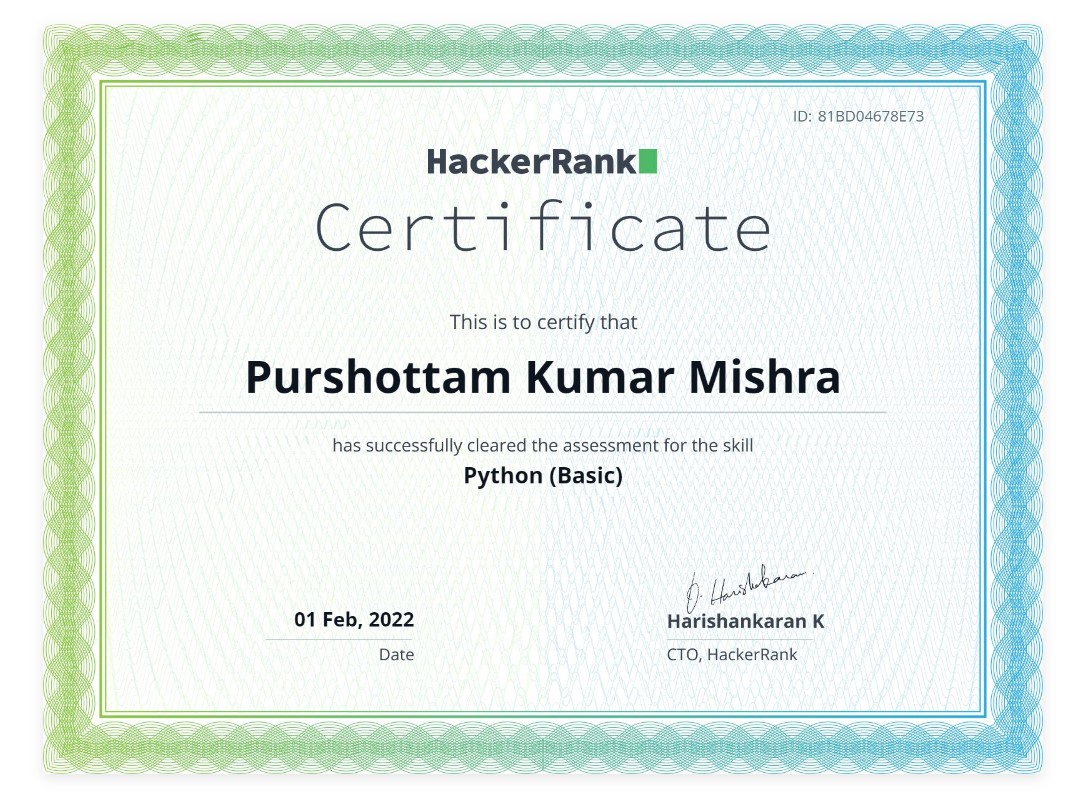 ID: 81BD04678E73
HackerRank
Certificate
This is to certify that
Purshottam Kumar Mishra
has successfully cleared the assessment for the skill
Python (Basic)
01 Feb, 2022
Date
Harishankaran K
CTO, HackerRank